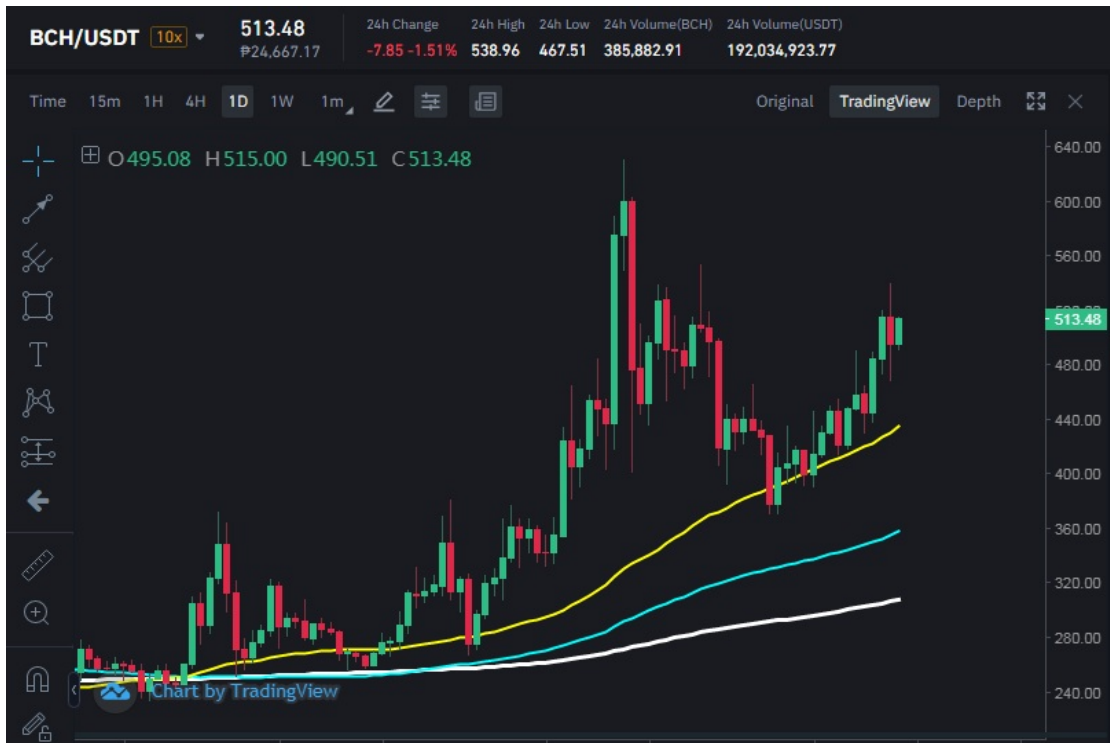 BCH/USDT 10x 513.48 24h Change 24h High 24h Low 24h Volume(BCH) 24h Volume(USDT)
₱24,667.17 -7.85 -1.51% 538.96 467.51 385,882.91 192,034,923.77
Time 15m 1H 4H 1D 1W 1m Original TradingView Depth
O495.08 H515.00 L490.51 C513.48
640.00
600.00
560.00
513.48
480.00
440.00
400.00
360.00
320.00
280.00
240.00
Chart by TradingView